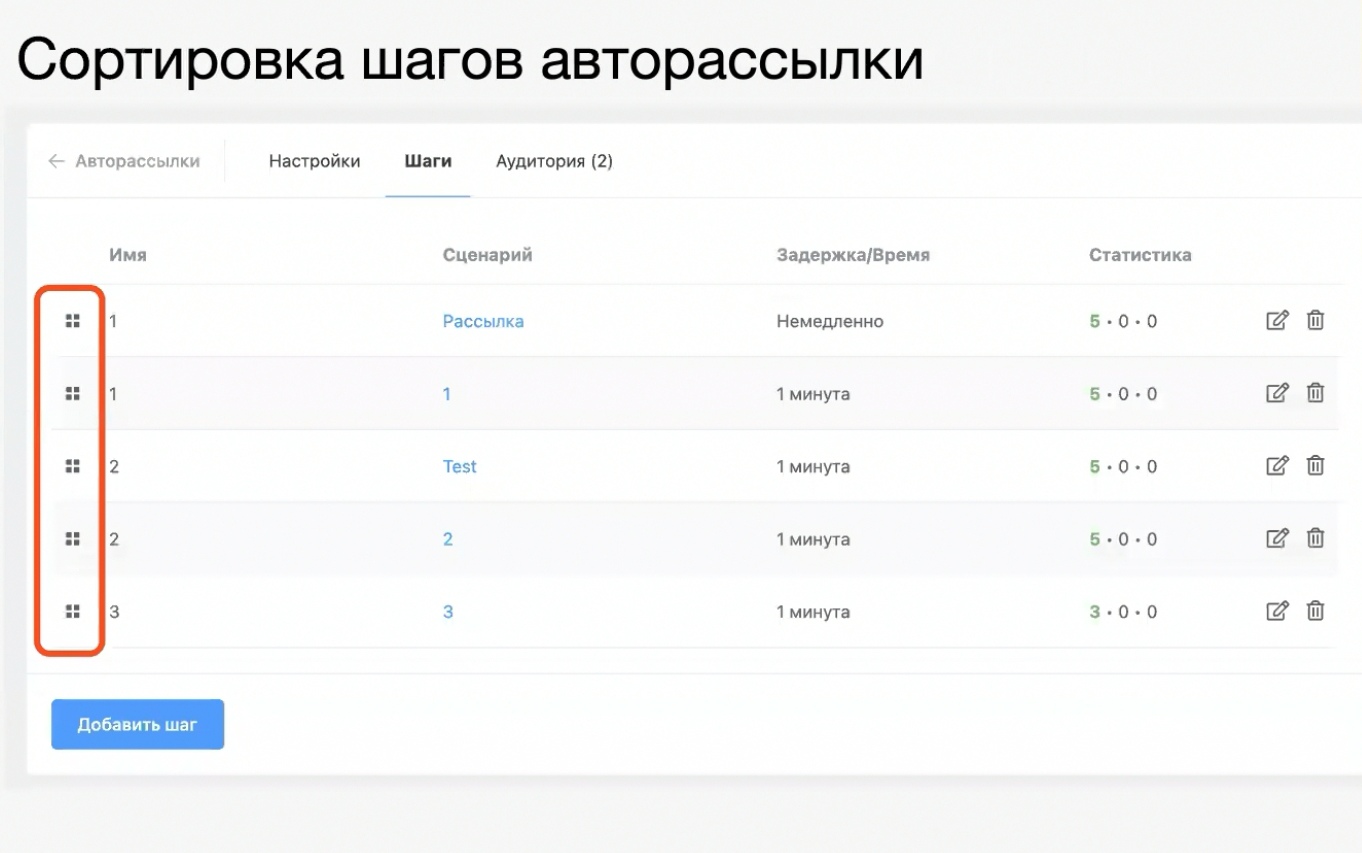 Сортировка шагов авторассылки
← Авторассылки Настройки Шаги Аудитория (2)
Имя Сценарий Задержка/Время Статистика
1 Рассылка Немедленно 5 · 0 · 0
1 1 1 минута 5 · 0 · 0
2 Test 1 минута 5 · 0 · 0
2 2 1 минута 5 · 0 · 0
3 3 1 минута 3 · 0 · 0
Добавить шаг